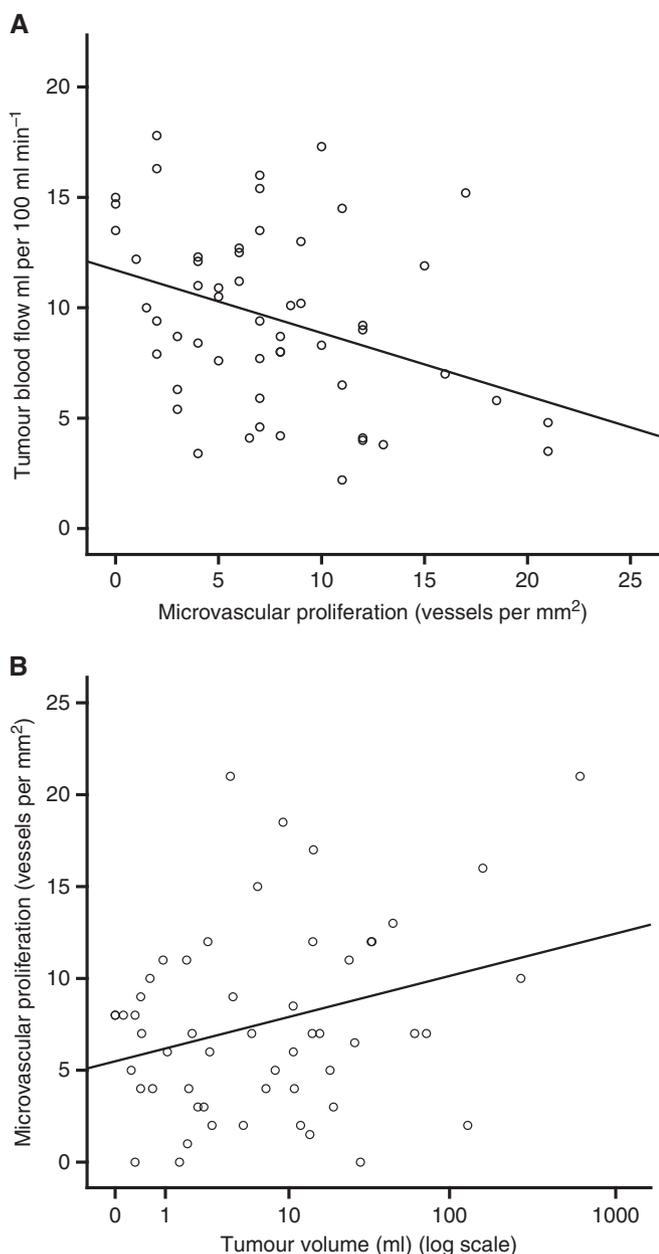 A
Tumour blood flow ml per 100 ml min⁻¹
20
15
10
5
0
0 5 10 15 20 25
Microvascular proliferation (vessels per mm²)
B
Microvascular proliferation (vessels per mm²)
25
20
15
10
5
0
0 1 10 100 1000
Tumour volume (ml) (log scale)